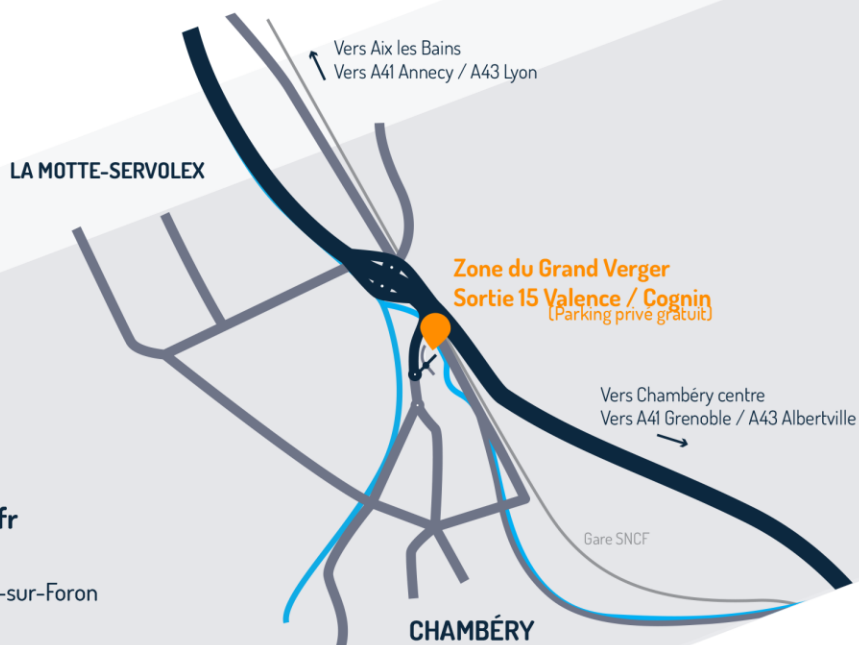 Vers Aix les Bains
Vers A41 Annecy / A43 Lyon
LA MOTTE-SERVOLEX
Zone du Grand Verger
Sortie 15 Valence / Cognin
(Parking privé gratuit)
Vers Chambéry centre
Vers A41 Grenoble / A43 Albertville
fr
Gare SNCF
-sur-Foron
CHAMBÉRY